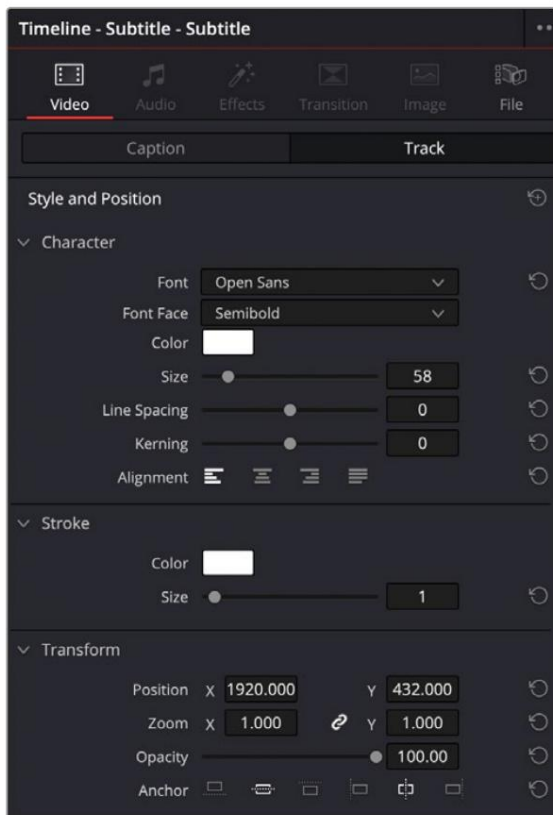 Timeline - Subtitle - Subtitle
Video Audio Effects Transition Image File
Caption Track
Style and Position
Character
Font Open Sans
Font Face Semibold
Color
Size 58
Line Spacing 0
Kerning 0
Alignment
Stroke
Color
Size 1
Transform
Position X 1920.000 Y 432.000
Zoom X 1.000 Y 1.000
Opacity 100.00
Anchor